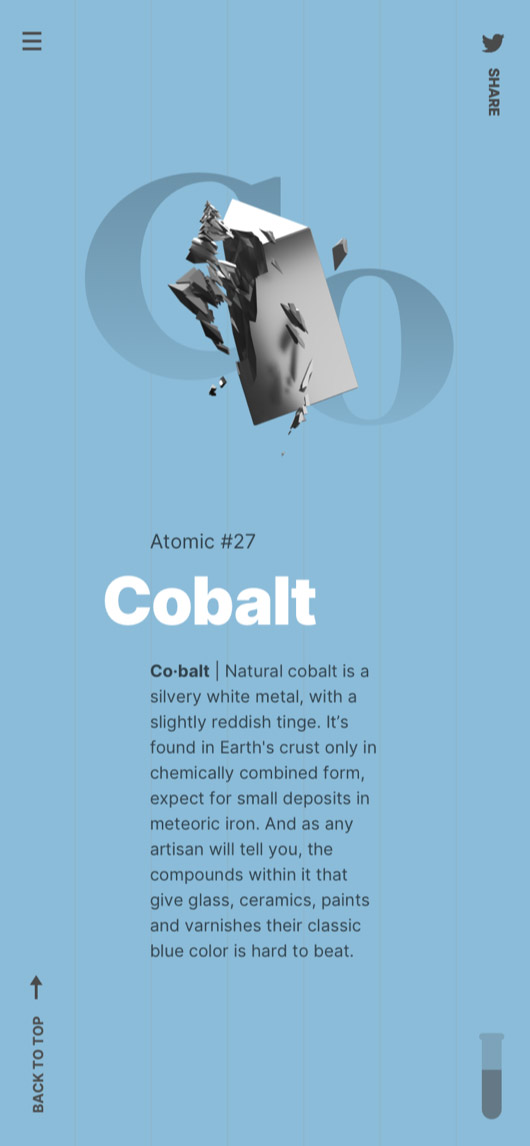 SHARE
Co
Atomic #27
Cobalt
Co·balt | Natural cobalt is a
silvery white metal, with a
slightly reddish tinge. It’s
found in Earth's crust only in
chemically combined form,
expect for small deposits in
meteoric iron. And as any
artisan will tell you, the
compounds within it that
give glass, ceramics, paints
and varnishes their classic
blue color is hard to beat.
BACK TO TOP